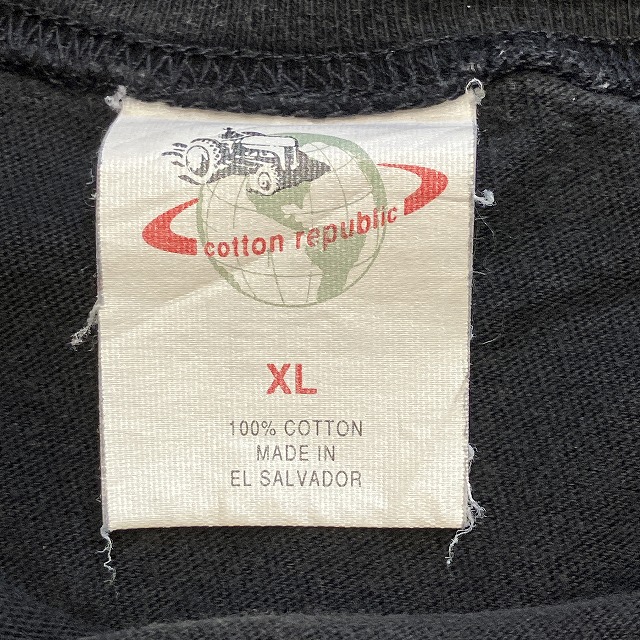 cotton republic
XL
100% COTTON
MADE IN
EL SALVADOR